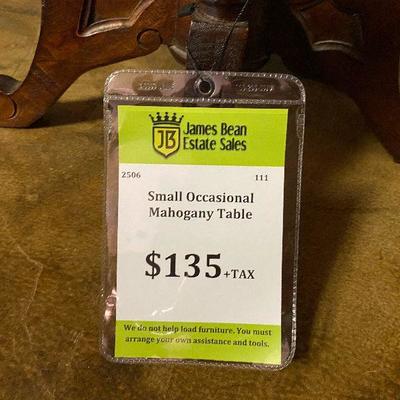 JB
James Bean
Estate Sales
2506 111
Small Occasional
Mahogany Table
$135 +TAX
We do not help load furniture. You must
arrange your own assistance and tools.